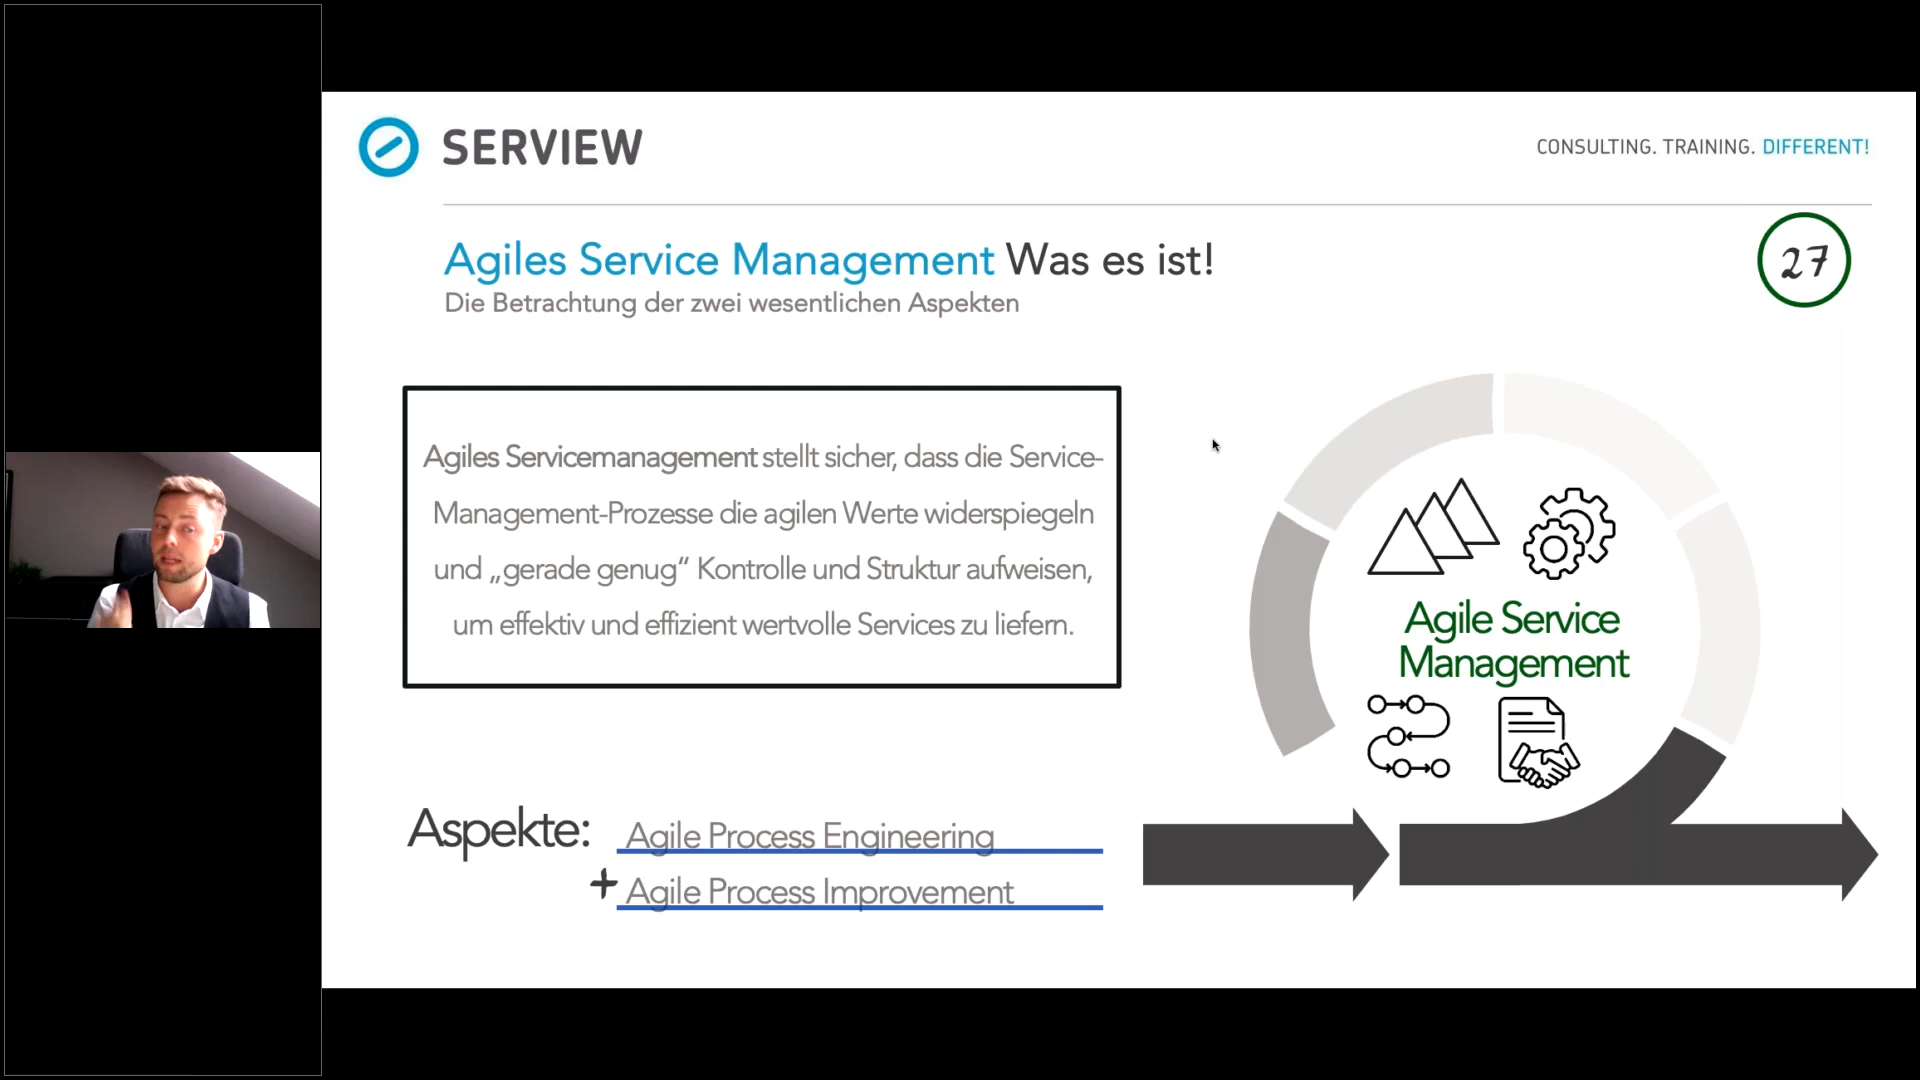 SERVIEW
CONSULTING. TRAINING. DIFFERENT!
Agiles Service Management Was es ist!
Die Betrachtung der zwei wesentlichen Aspekten
27
Agiles Servicemanagement stellt sicher, dass die Service-
Management-Prozesse die agilen Werte widerspiegeln
und „gerade genug“ Kontrolle und Struktur aufweisen,
um effektiv und effizient wertvolle Services zu liefern.
Agile Service
Management
Aspekte: Agile Process Engineering
+ Agile Process Improvement